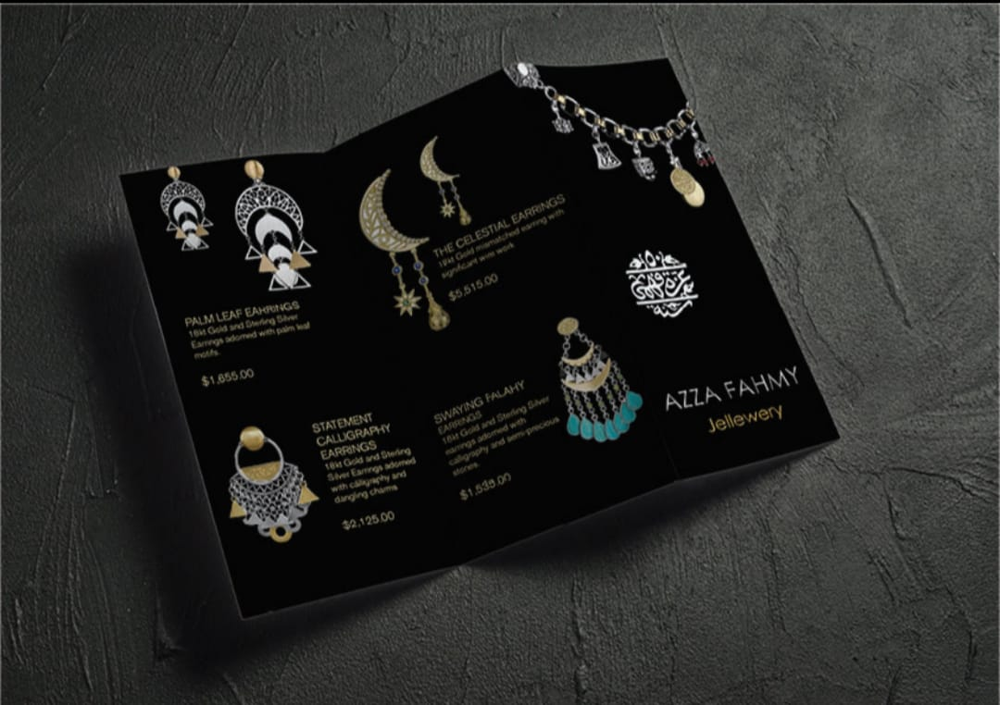 PALM LEAF EARRINGS
18kt Gold and Sterling Silver
Earrings adorned with palm leaf
motifs.
$1,655.00
STATEMENT
CALLIGRAPHY
EARRINGS
18kt Gold and Sterling
Silver Earrings adorned
with calligraphy and
dangling charms
$2,125.00
THE CELESTIAL EARRINGS
18kt Gold mismatched earring with
significant wire work
$5,515.00
SWAYING FALAHY
EARRINGS
18kt Gold and Sterling Silver
earrings adorned with
calligraphy and semi-precious
stones.
$1,535.00
عزة فهمي
AZZA FAHMY
Jellewery